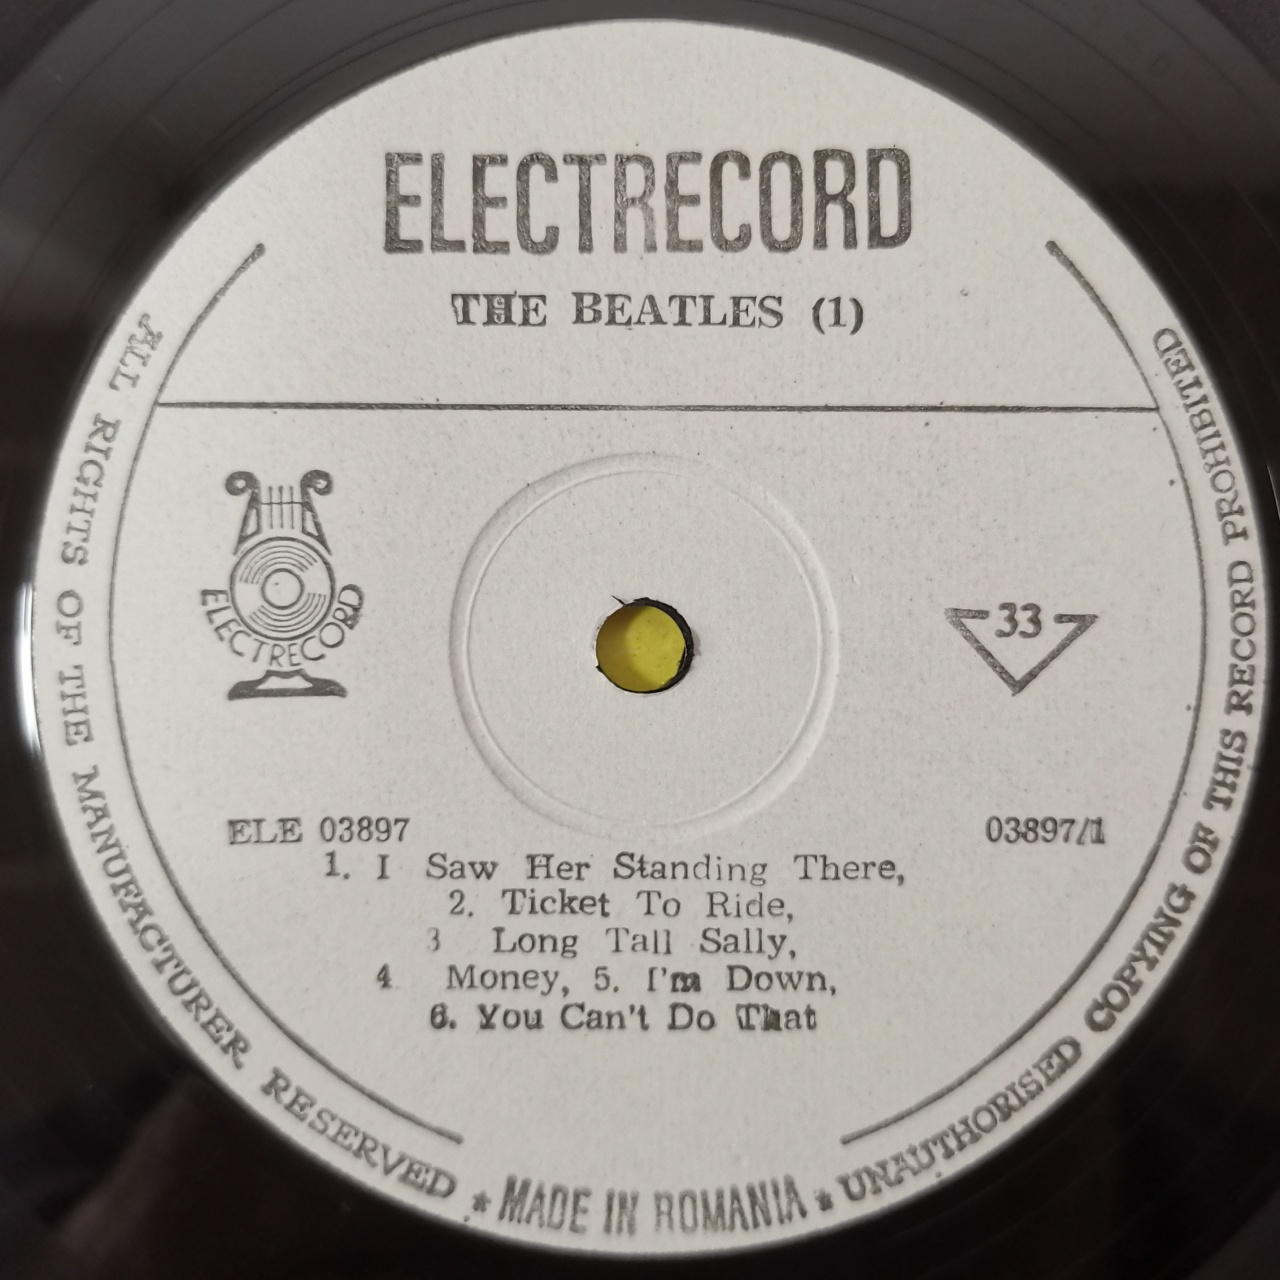 ELECTRECORD
THE BEATLES (1)
ELECTRECORD
33
ELE 03897
03897/1
1. I Saw Her Standing There,
2. Ticket To Ride,
3 Long Tall Sally,
4 Money, 5. I'm Down,
6. You Can't Do That
ALL RIGHTS OF THE MANUFACTURER RESERVED * MADE IN ROMANIA * UNAUTHORISED COPYING OF THIS RECORD PROHIBITED